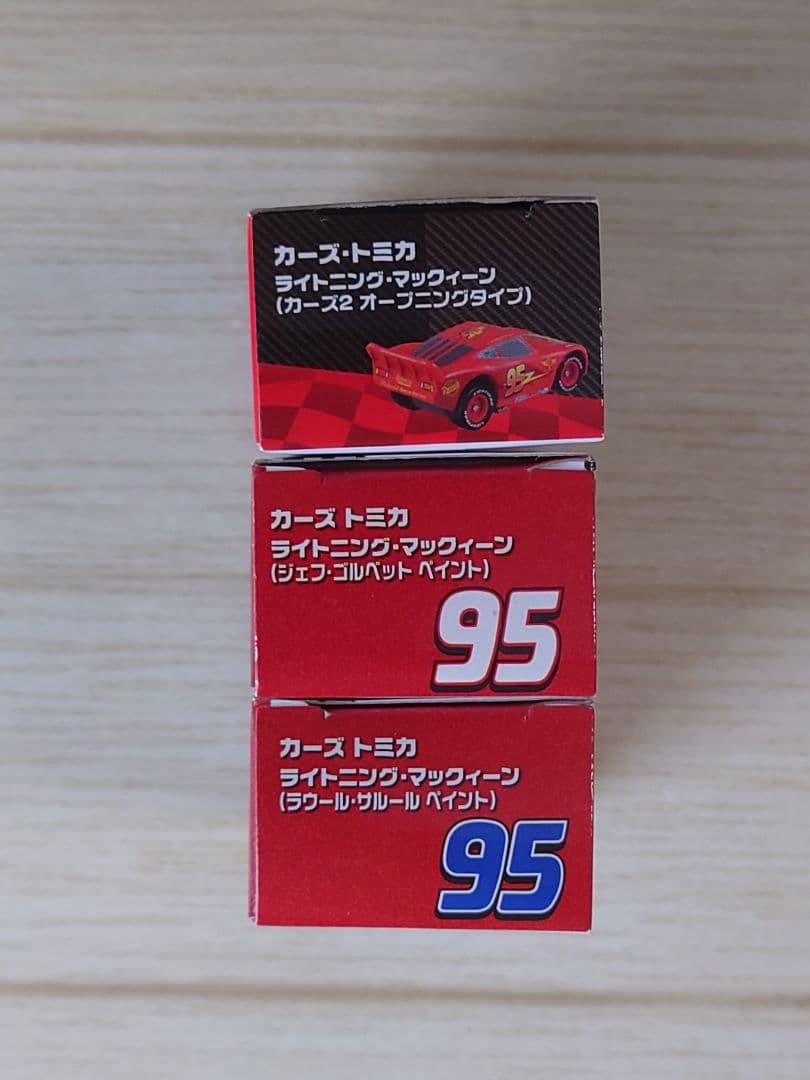 カーズ・トミカ
ライトニング・マックィーン
(カーズ2 オープニングタイプ)
95
カーズ トミカ
ライトニング・マックィーン
(ジェフ・ゴルベット ペイント)
95
カーズ トミカ
ライトニング・マックィーン
(ラウール・サルール ペイント)
95